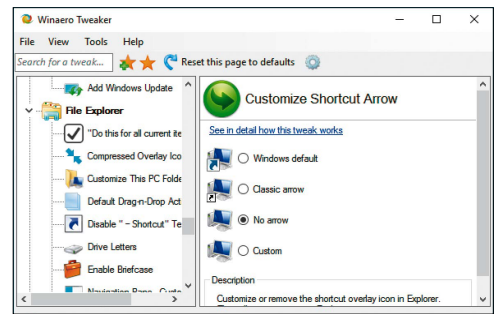 Winaero Tweaker
File View Tools Help
Search for a tweak... Reset this page to defaults
Add Windows Update
File Explorer
"Do this for all current ite
Compressed Overlay Ico
Customize This PC Folde
Default Drag-n-Drop Act
Disable " - Shortcut" Te
Drive Letters
Enable Briefcase
Customize Shortcut Arrow
See in detail how this tweak works
Windows default
Classic arrow
No arrow
Custom
Description
Customize or remove the shortcut overlay icon in Explorer.